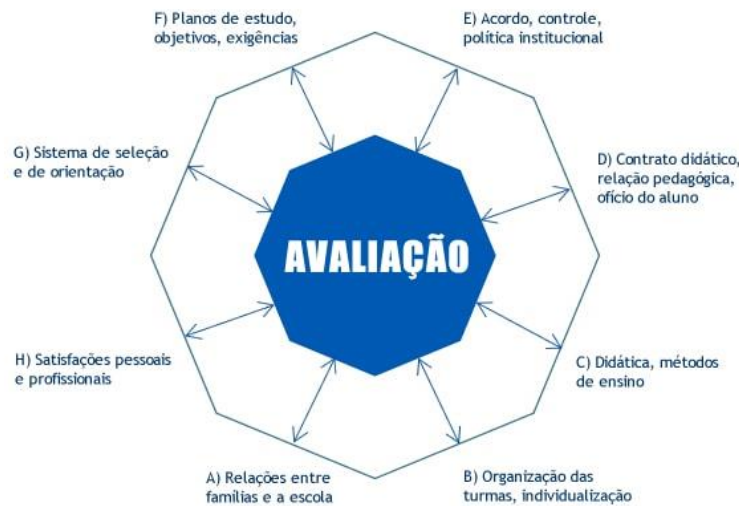 F) Planos de estudo,
objetivos, exigências
E) Acordo, controle,
política institucional
G) Sistema de seleção
e de orientação
D) Contrato didático,
relação pedagógica,
ofício do aluno
AVALIAÇÃO
H) Satisfações pessoais
e profissionais
C) Didática, métodos
de ensino
A) Relações entre
famílias e a escola
B) Organização das
turmas, individualização